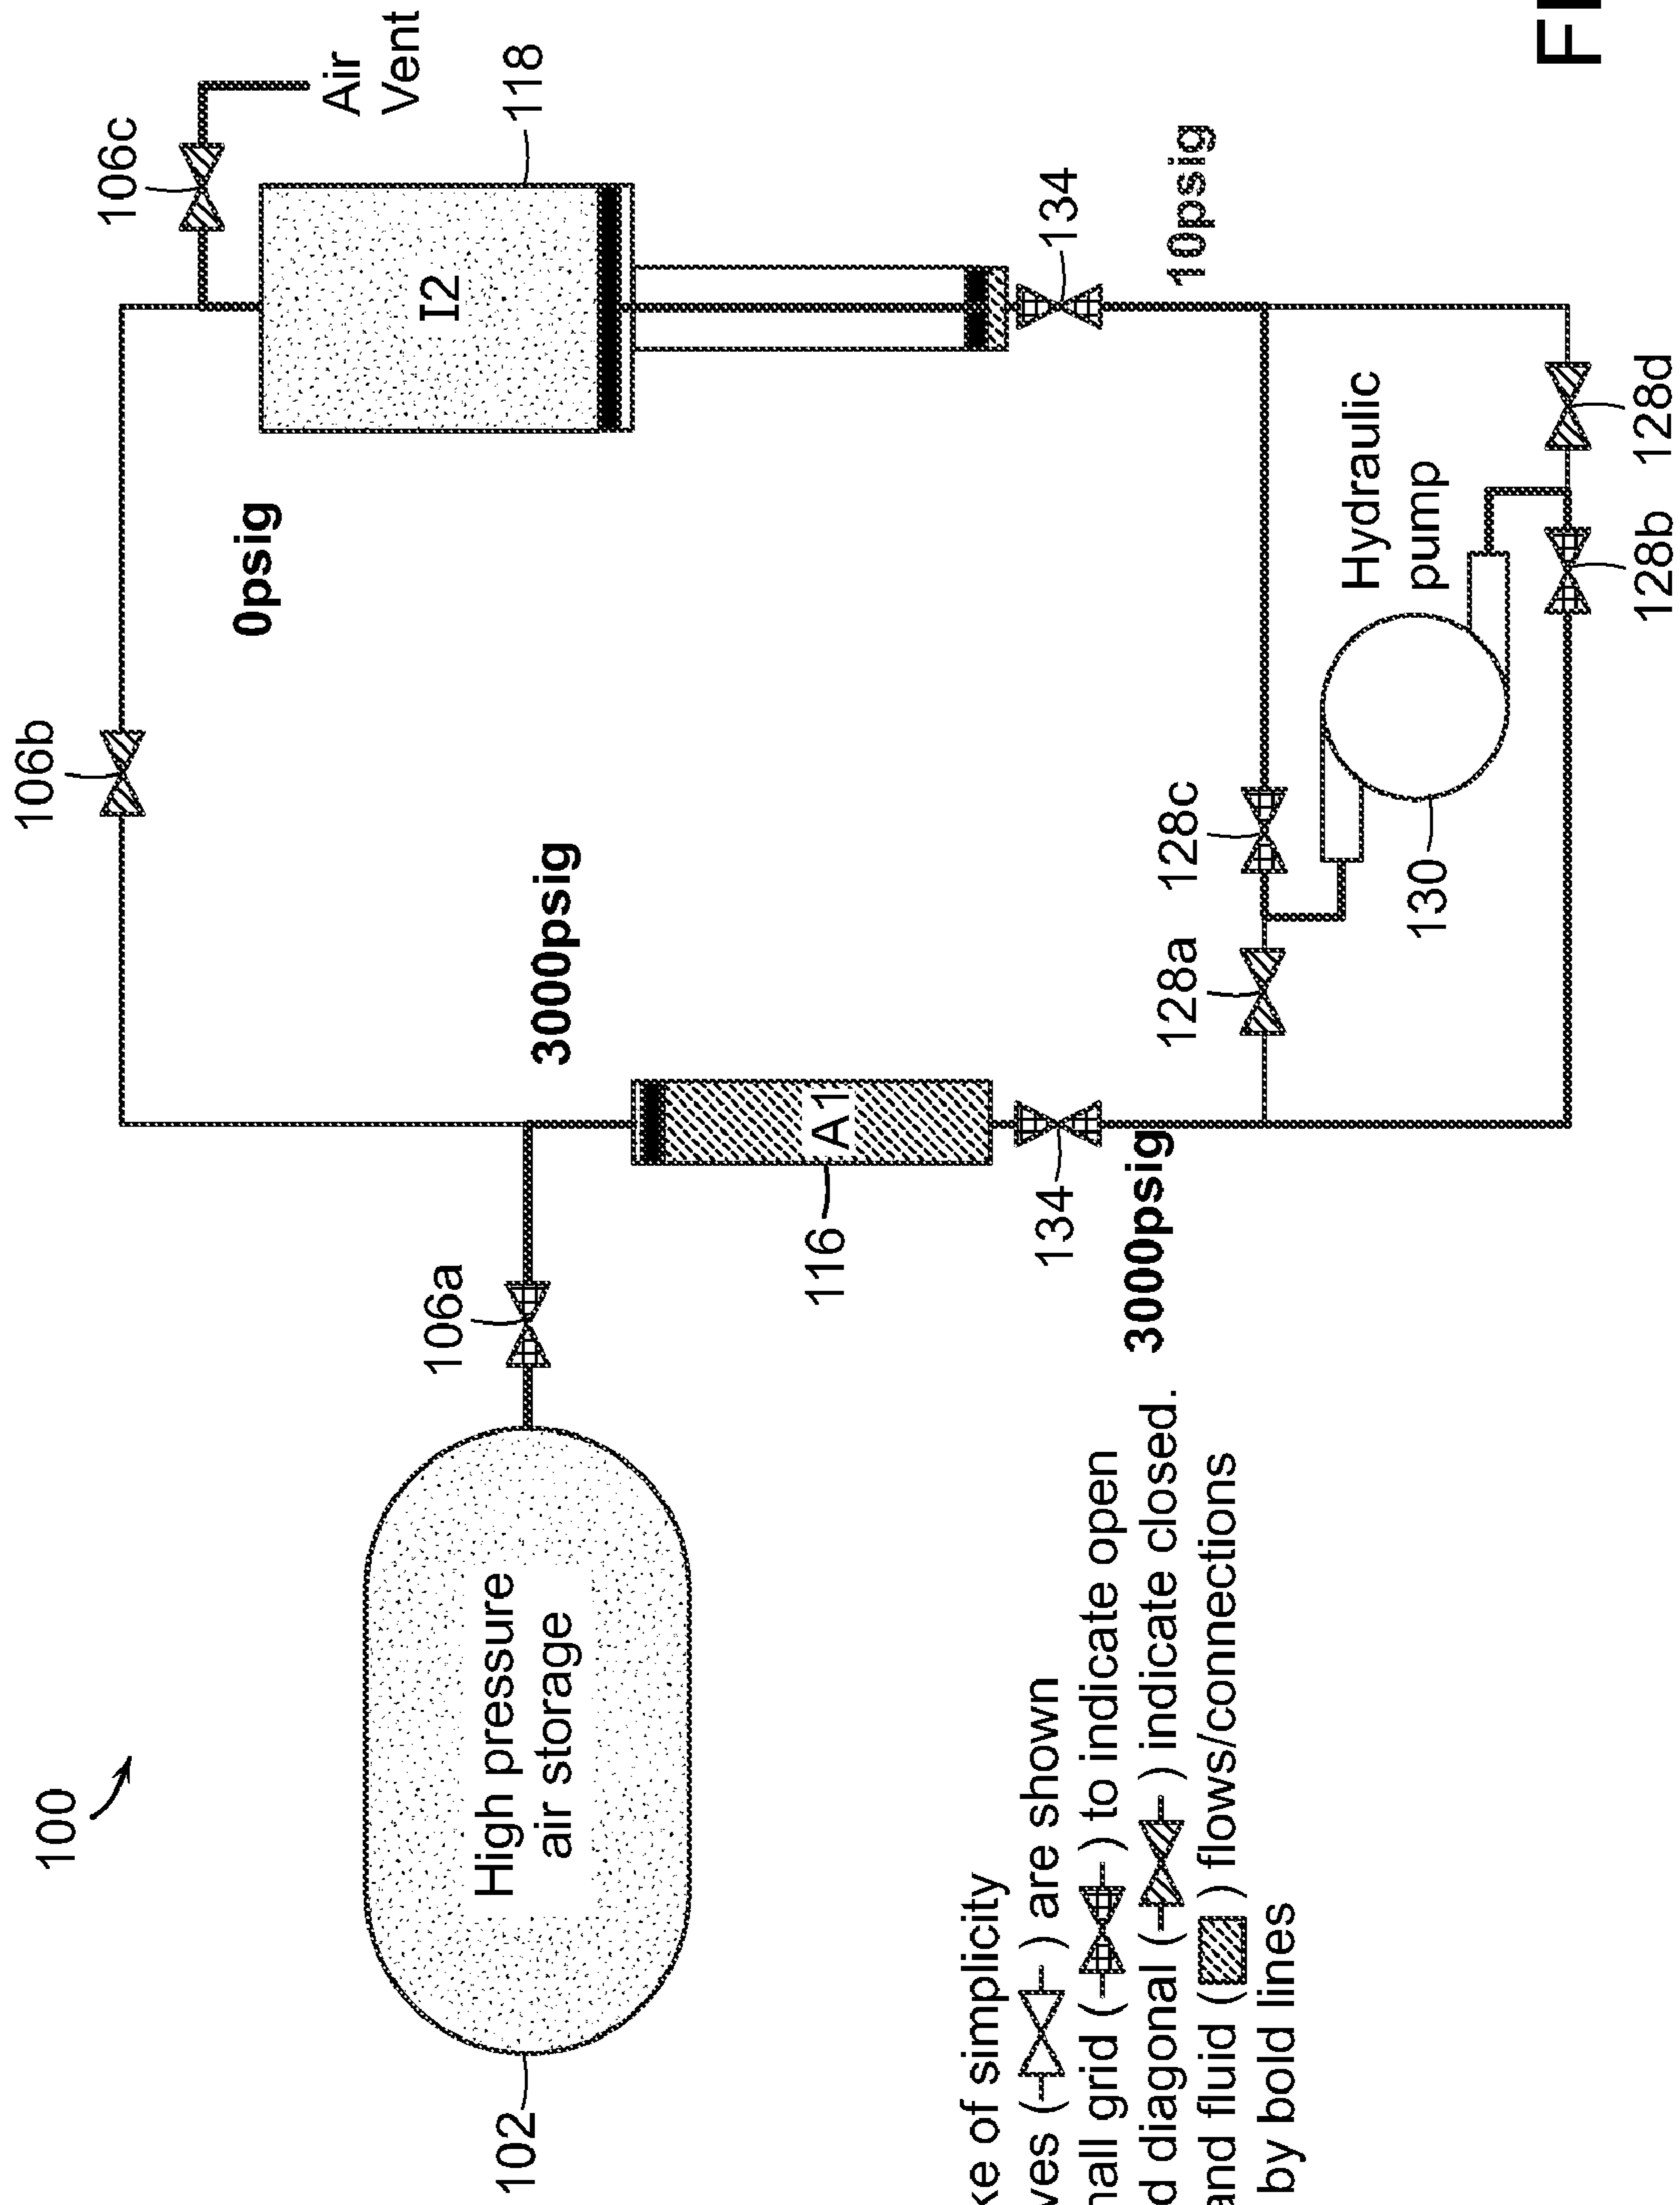 100
102
High pressure
air storage
106a
106b
106c
Air
Vent
0psig
3000psig
I2
118
A1
116
134
134
3000psig
10psig
128a
128c
Hydraulic
pump
130
128b
128d
ke of simplicity
ves ( ) are shown
nall grid ( ) to indicate open
d diagonal ( ) indicate closed.
and fluid ( ) flows/connections
by bold lines